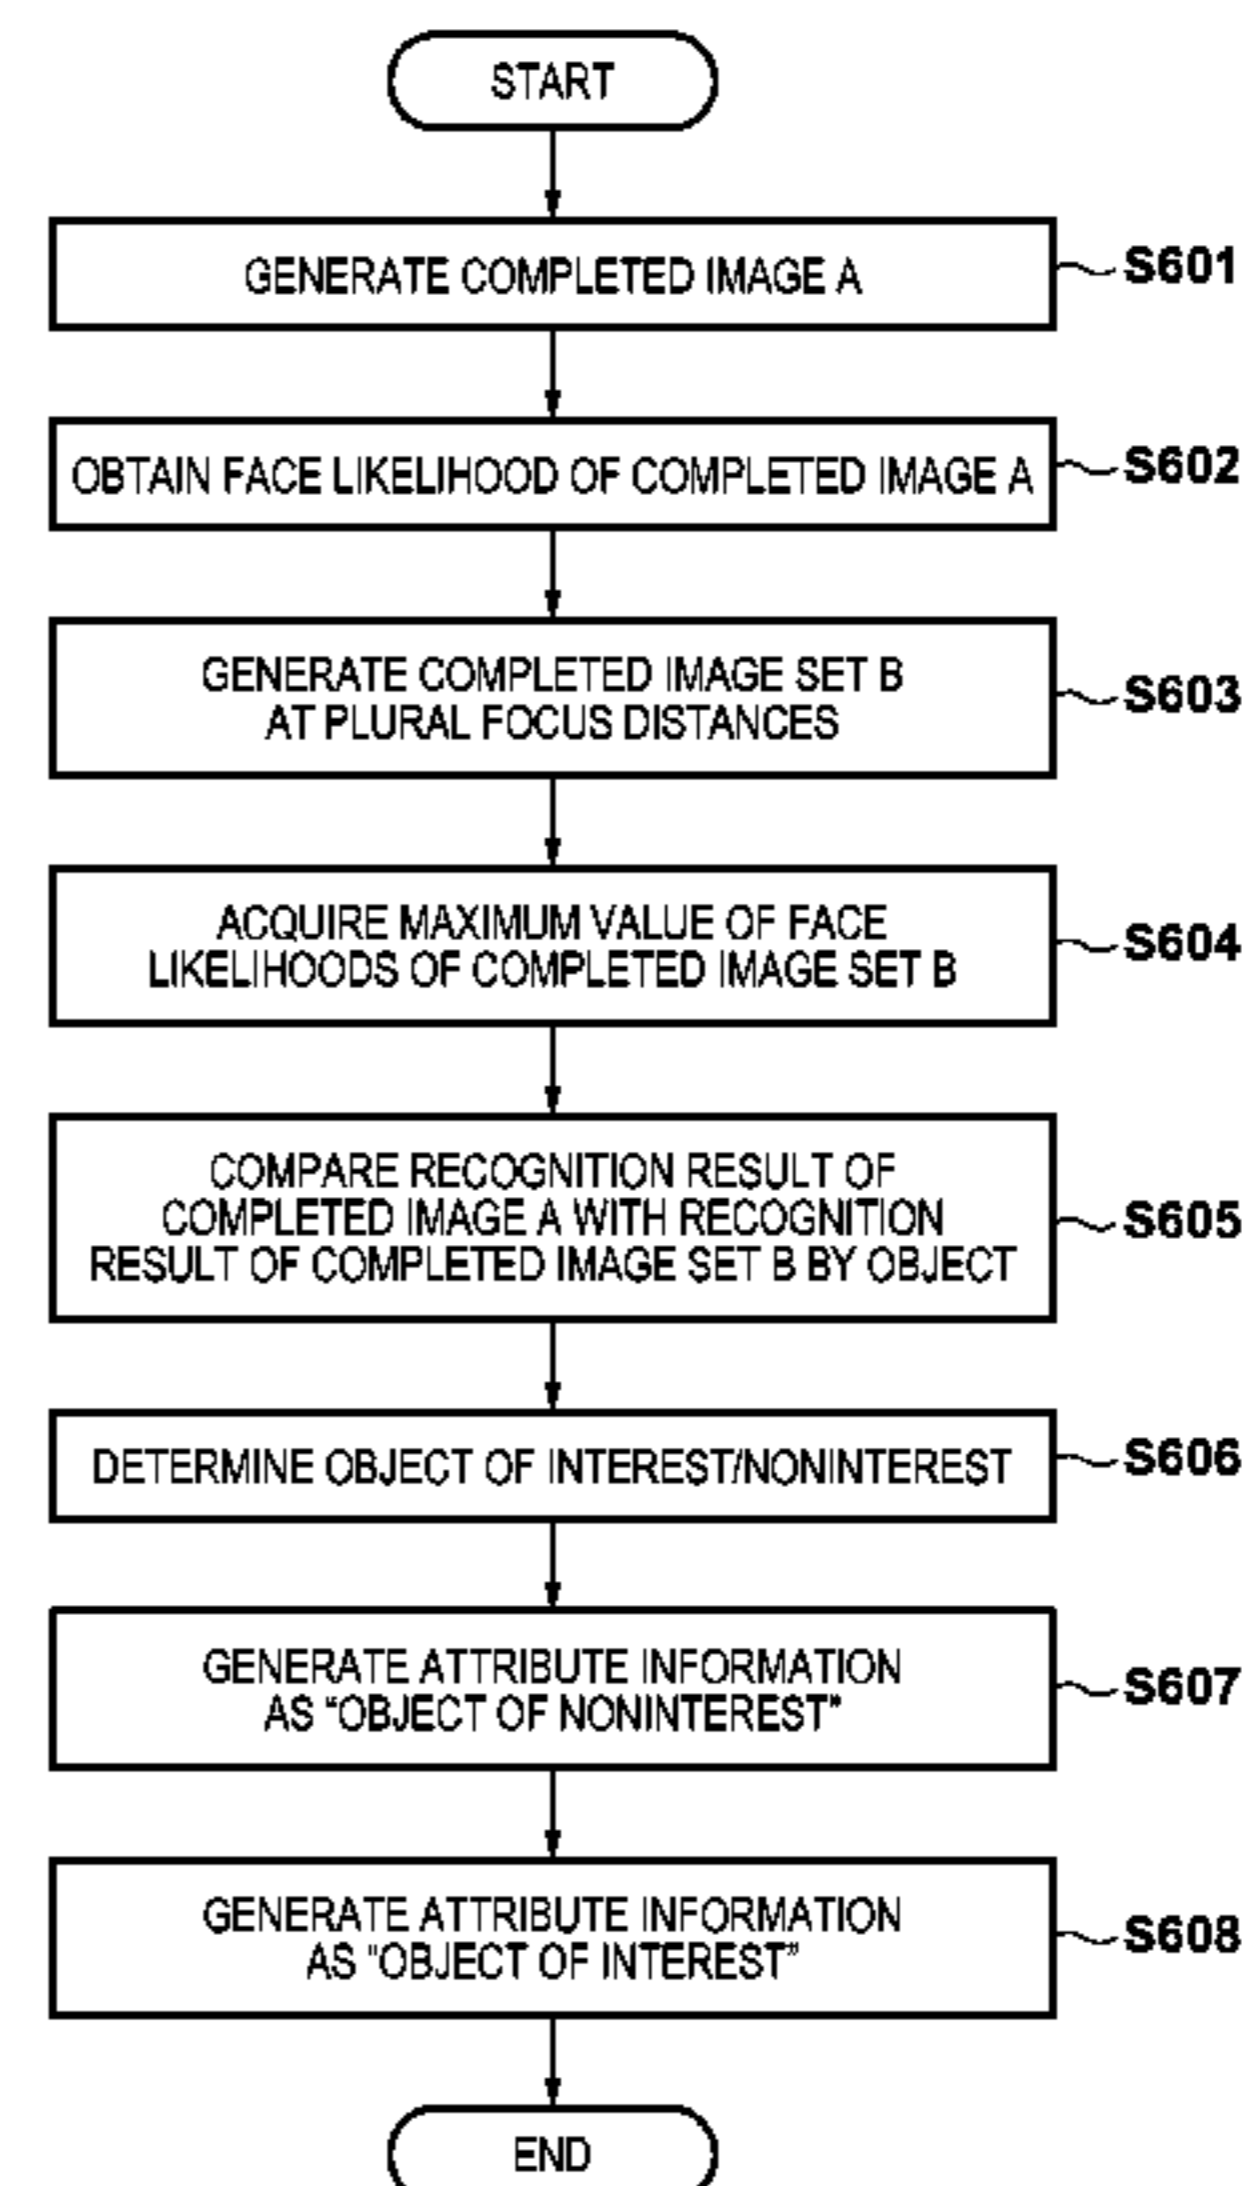 START
GENERATE COMPLETED IMAGE A
S601
OBTAIN FACE LIKELIHOOD OF COMPLETED IMAGE A
S602
GENERATE COMPLETED IMAGE SET B
AT PLURAL FOCUS DISTANCES
S603
ACQUIRE MAXIMUM VALUE OF FACE
LIKELIHOODS OF COMPLETED IMAGE SET B
S604
COMPARE RECOGNITION RESULT OF
COMPLETED IMAGE A WITH RECOGNITION
RESULT OF COMPLETED IMAGE SET B BY OBJECT
S605
DETERMINE OBJECT OF INTEREST/NONINTEREST
S606
GENERATE ATTRIBUTE INFORMATION
AS "OBJECT OF NONINTEREST"
S607
GENERATE ATTRIBUTE INFORMATION
AS "OBJECT OF INTEREST"
S608
END